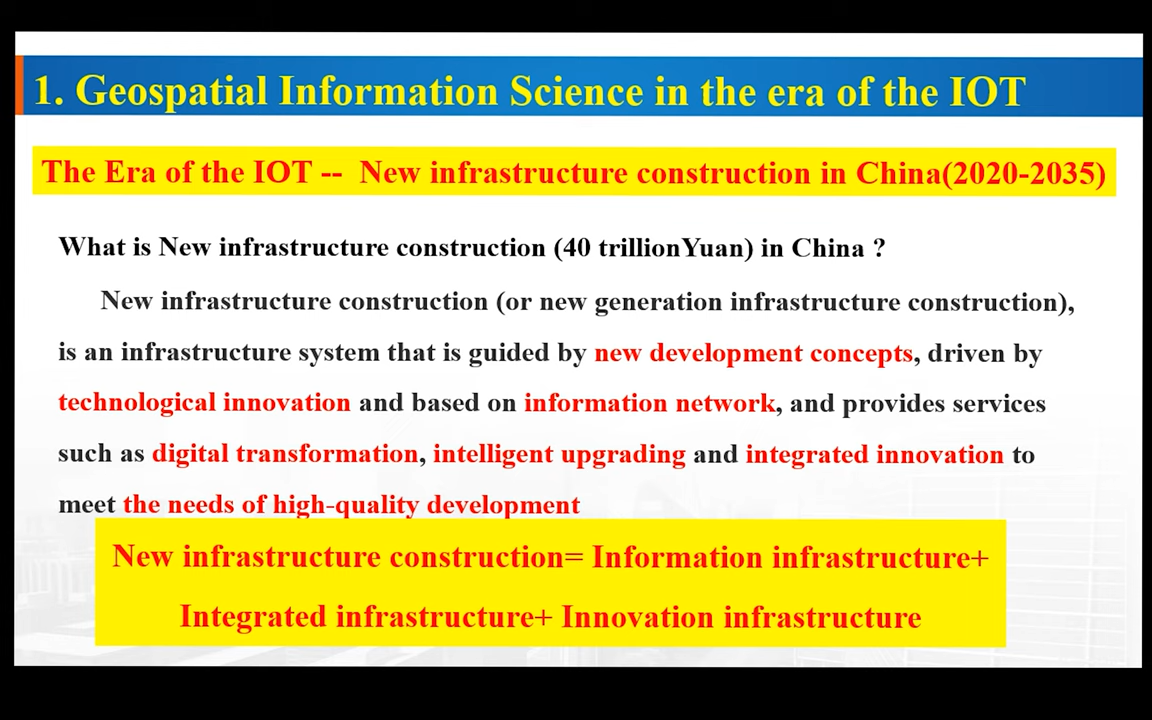 1. Geospatial Information Science in the era of the IOT
The Era of the IOT -- New infrastructure construction in China(2020-2035)
What is New infrastructure construction (40 trillionYuan) in China ?
New infrastructure construction (or new generation infrastructure construction),
is an infrastructure system that is guided by new development concepts, driven by
technological innovation and based on information network, and provides services
such as digital transformation, intelligent upgrading and integrated innovation to
meet the needs of high-quality development
New infrastructure construction= Information infrastructure+
Integrated infrastructure+ Innovation infrastructure